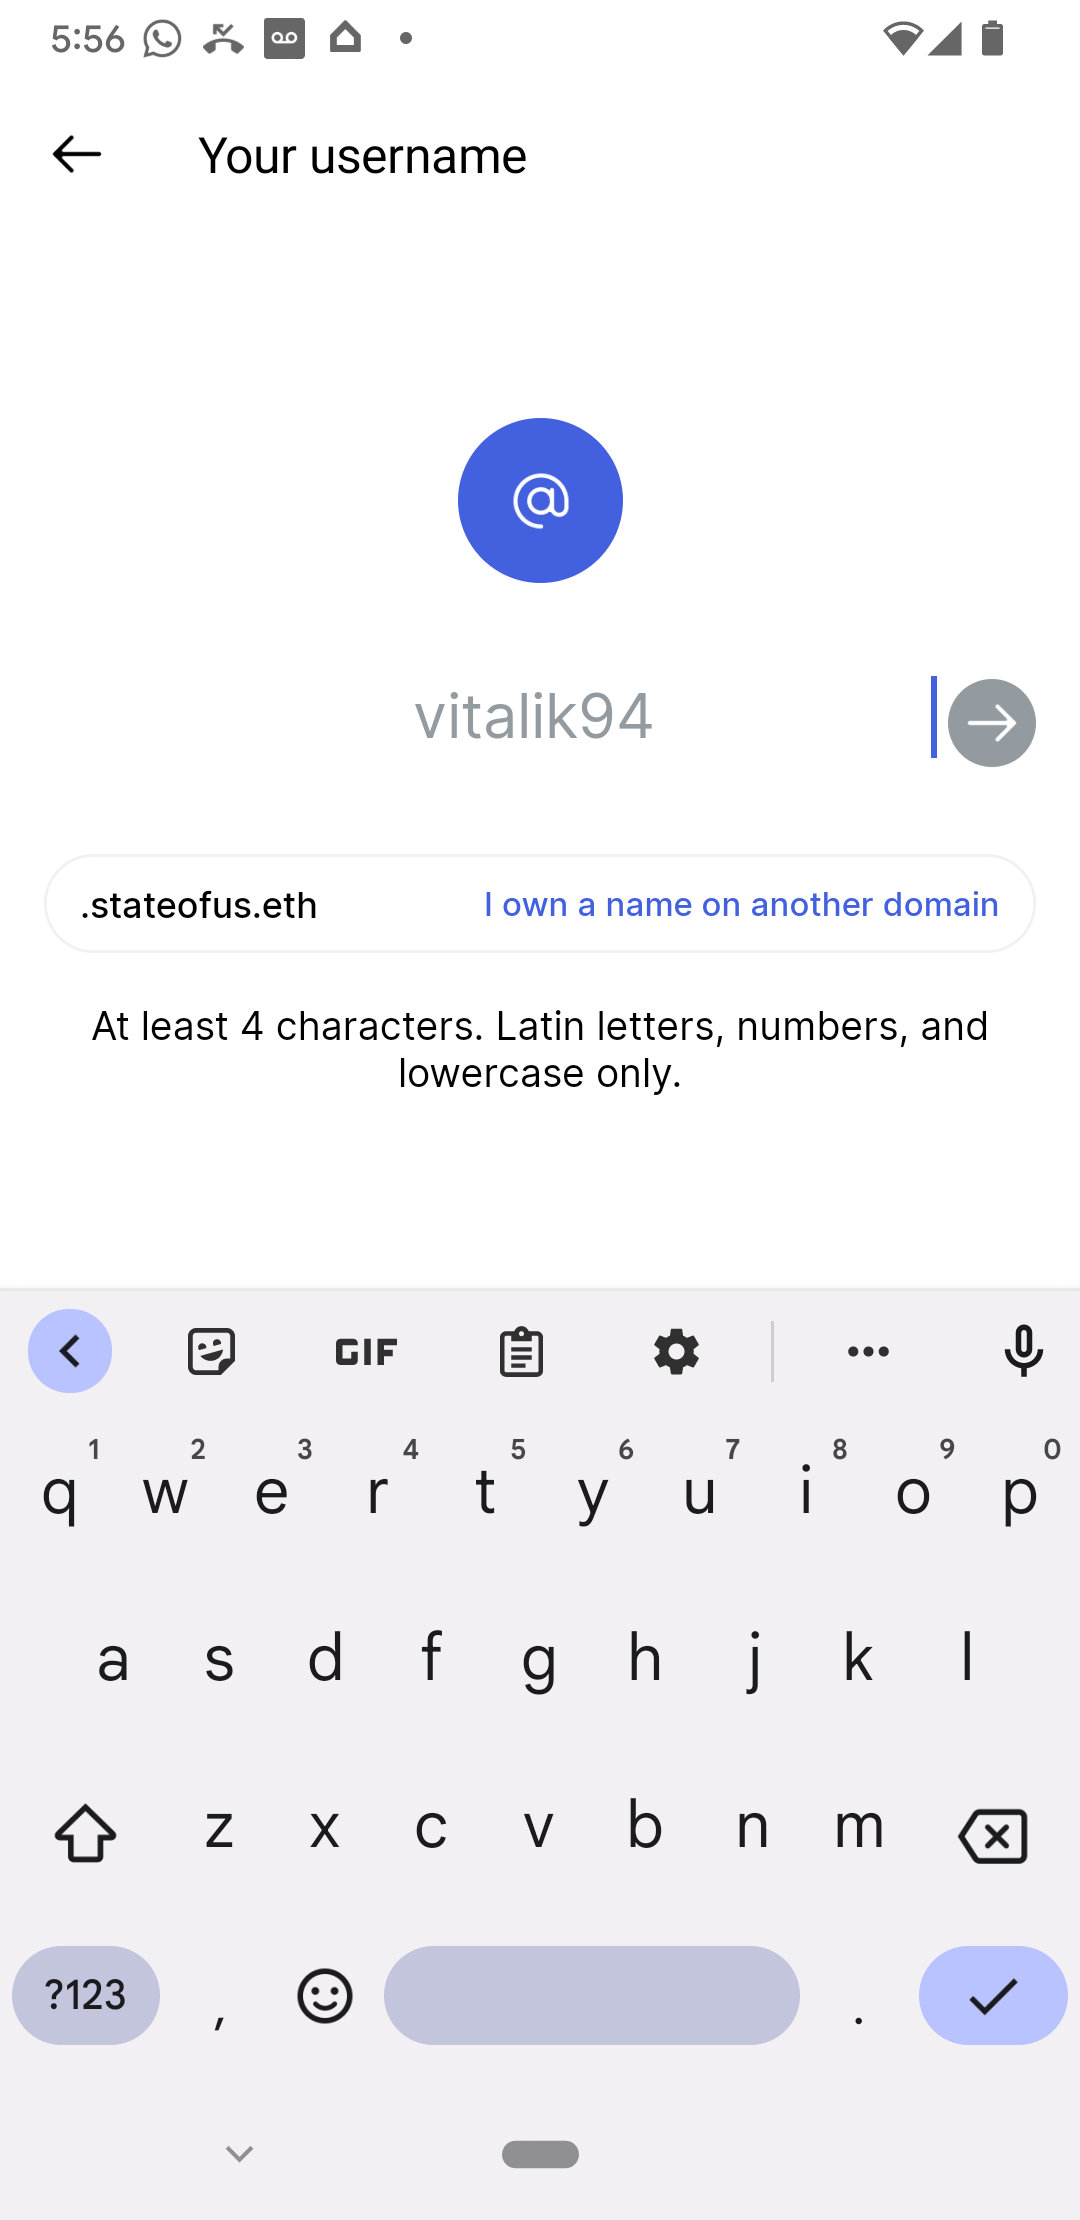 5:56
Your username
@
vitalik94
.stateofus.eth I own a name on another domain
At least 4 characters. Latin letters, numbers, and
lowercase only.
GIF
1 2 3 4 5 6 7 8 9 0
q w e r t y u i o p
a s d f g h j k l
z x c v b n m
?123 , .